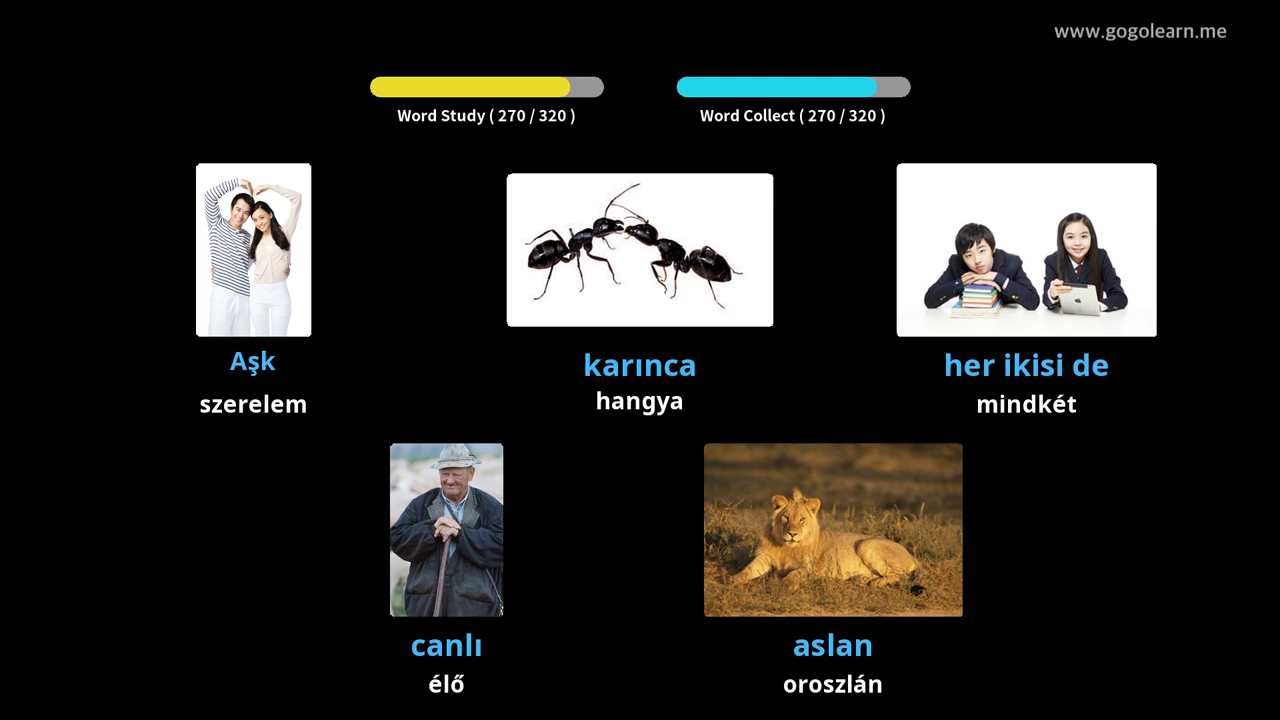 www.gogolearn.me
Word Study ( 270 / 320 )
Word Collect ( 270 / 320 )
Aşk
szerelem
karınca
hangya
her ikisi de
mindkét
canlı
élő
aslan
oroszlán